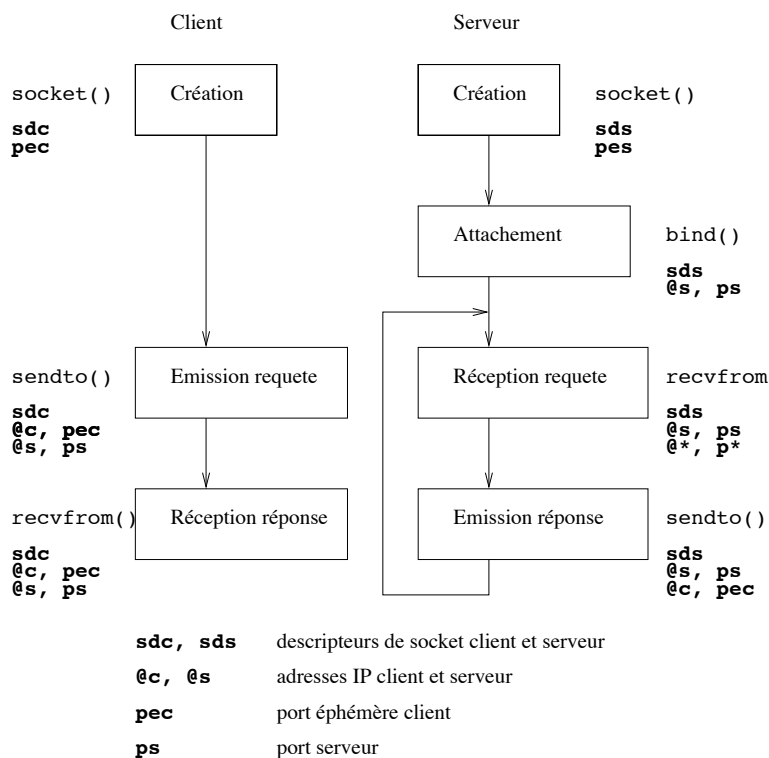 Client
Serveur
Création
Création
socket()
sdc
pec
socket()
sds
pes
Attachement
bind()
sds
@s, ps
sendto()
sdc
@c, pec
@s, ps
Emission requete
Réception requete
recvfrom
sds
@s, ps
@*, p*
recvfrom()
sdc
@c, pec
@s, ps
Réception réponse
Emission réponse
sendto()
sds
@s, ps
@c, pec
sdc, sds descripteurs de socket client et serveur
@c, @s adresses IP client et serveur
pec port éphémère client
ps port serveur